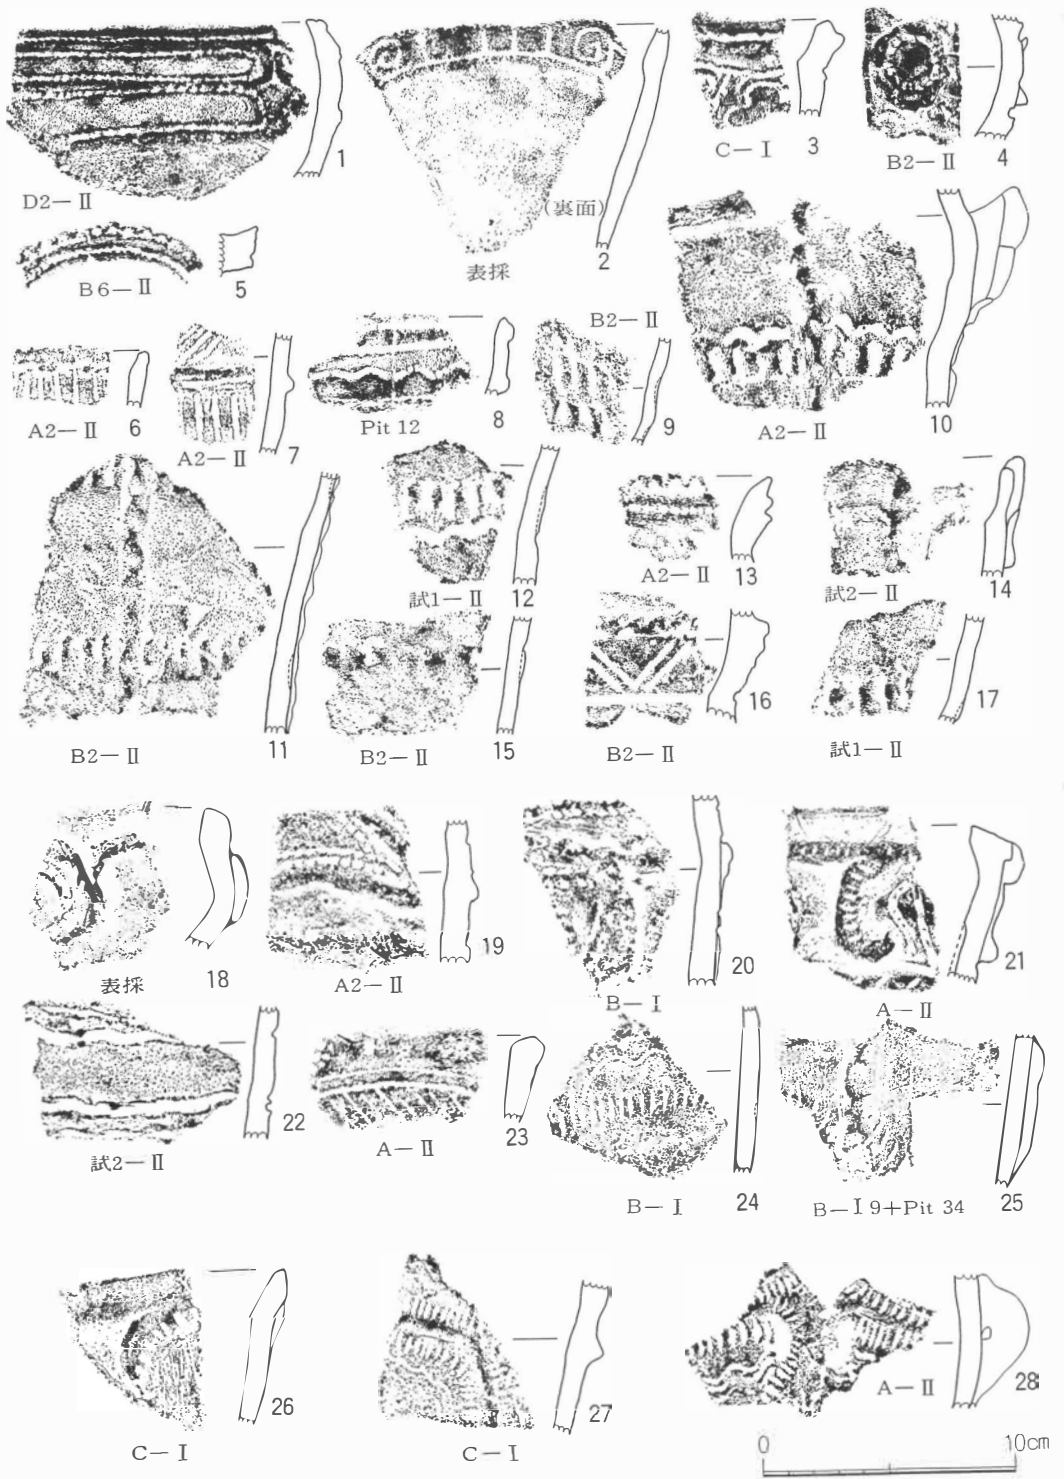 D2-Ⅱ 1
(裏面)
表採 2
C-Ⅰ 3
B2-Ⅱ 4
B6-Ⅱ 5
A2-Ⅱ 6
A2-Ⅱ 7
Pit 12 8
B2-Ⅱ 9
A2-Ⅱ 10
B2-Ⅱ 11
試1-Ⅱ 12
A2-Ⅱ 13
試2-Ⅱ 14
B2-Ⅱ 15
B2-Ⅱ 16
試1-Ⅱ 17
表採 18
A2-Ⅱ 19
B-Ⅰ 20
A-Ⅱ 21
試2-Ⅱ 22
A-Ⅱ 23
B-Ⅰ 24
B-Ⅰ9+Pit 34 25
C-Ⅰ 26
C-Ⅰ 27
A-Ⅱ 28
0 10cm